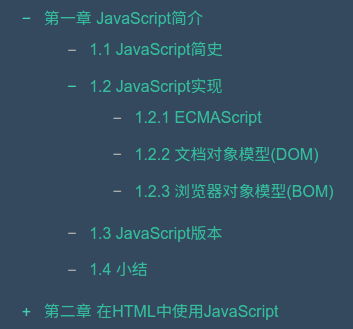 − 第一章 JavaScript简介
− 1.1 JavaScript简史
− 1.2 JavaScript实现
− 1.2.1 ECMAScript
− 1.2.2 文档对象模型(DOM)
− 1.2.3 浏览器对象模型(BOM)
− 1.3 JavaScript版本
− 1.4 小结
+ 第二章 在HTML中使用JavaScript